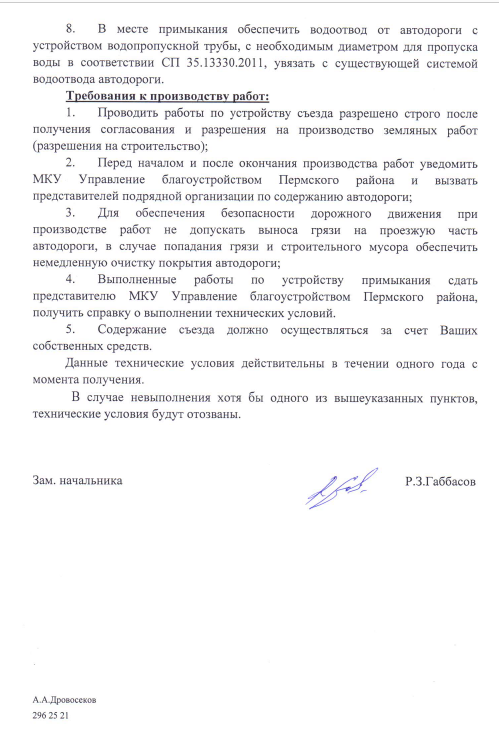 8. В месте примыкания обеспечить водоотвод от автодороги с
устройством водопропускной трубы, с необходимым диаметром для пропуска
воды в соответствии СП 35.13330.2011, увязать с существующей системой
водоотвода автодороги.
Требования к производству работ:
1. Проводить работы по устройству съезда разрешено строго после
получения согласования и разрешения на производство земляных работ
(разрешения на строительство);
2. Перед началом и после окончания производства работ уведомить
МКУ Управление благоустройством Пермского района и вызвать
представителей подрядной организации по содержанию автодороги;
3. Для обеспечения безопасности дорожного движения при
производстве работ не допускать выноса грязи на проезжую часть
автодороги, в случае попадания грязи и строительного мусора обеспечить
немедленную очистку покрытия автодороги;
4. Выполненные работы по устройству примыкания сдать
представителю МКУ Управление благоустройством Пермского района,
получить справку о выполнении технических условий.
5. Содержание съезда должно осуществляться за счет Ваших
собственных средств.
Данные технические условия действительны в течении одного года с
момента получения.
В случае невыполнения хотя бы одного из вышеуказанных пунктов,
технические условия будут отозваны.
Зам. начальника Р.З.Габбасов
А.А.Дровосеков
296 25 21